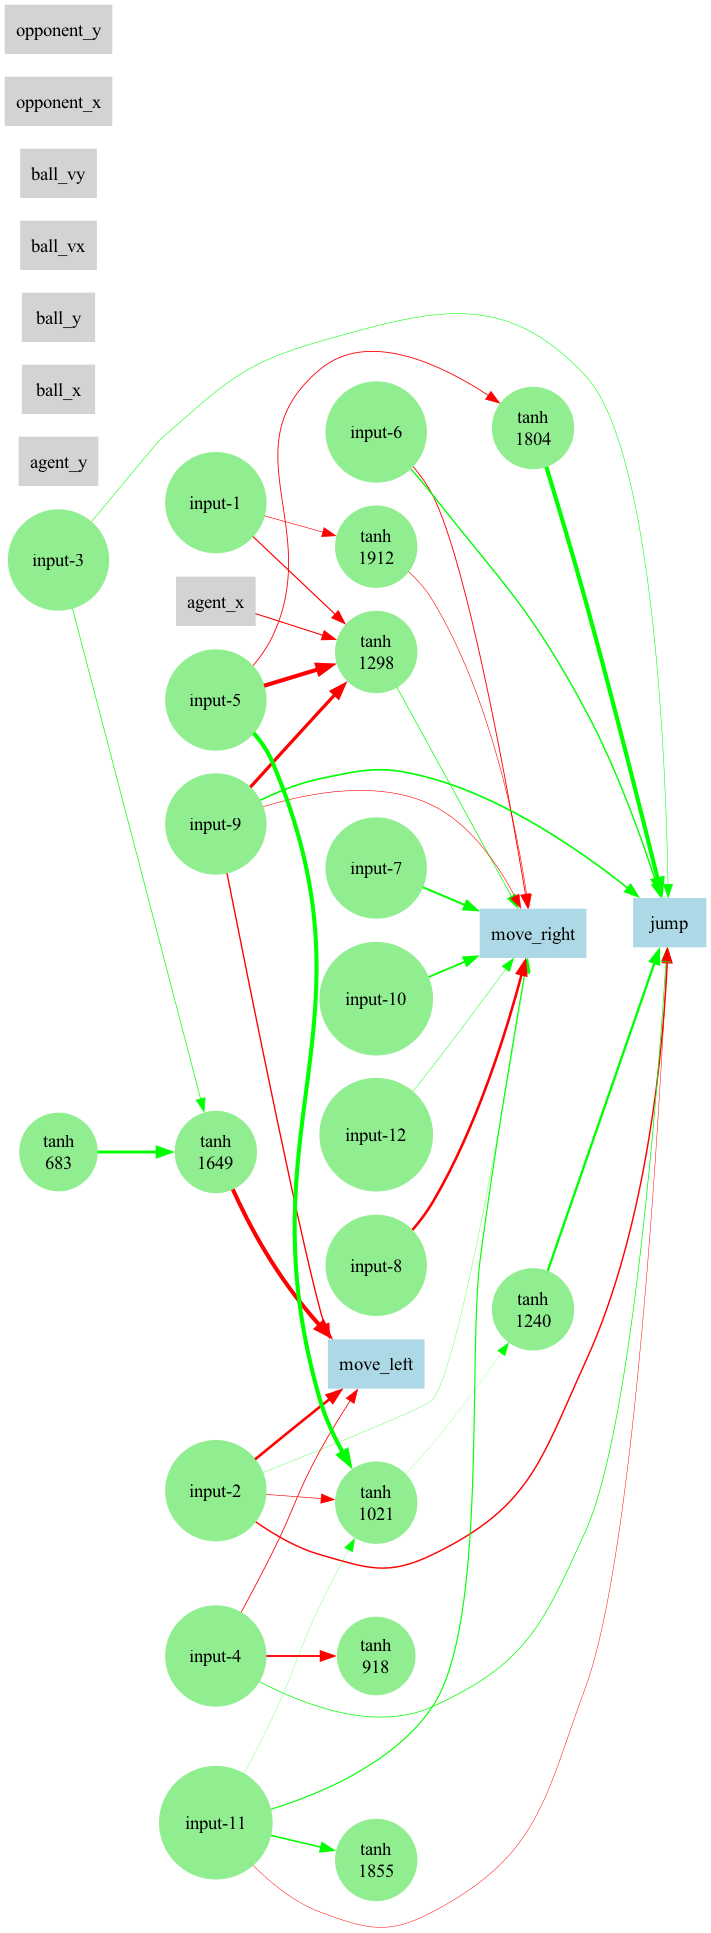 opponent_y
opponent_x
ball_vy
ball_vx
ball_y
ball_x
agent_y
input-3
input-1
agent_x
input-5
input-9
input-6
tanh
1804
tanh
1912
tanh
1298
input-7
move_right
jump
input-10
input-12
tanh
683
tanh
1649
input-8
tanh
1240
move_left
input-2
tanh
1021
input-4
tanh
918
input-11
tanh
1855